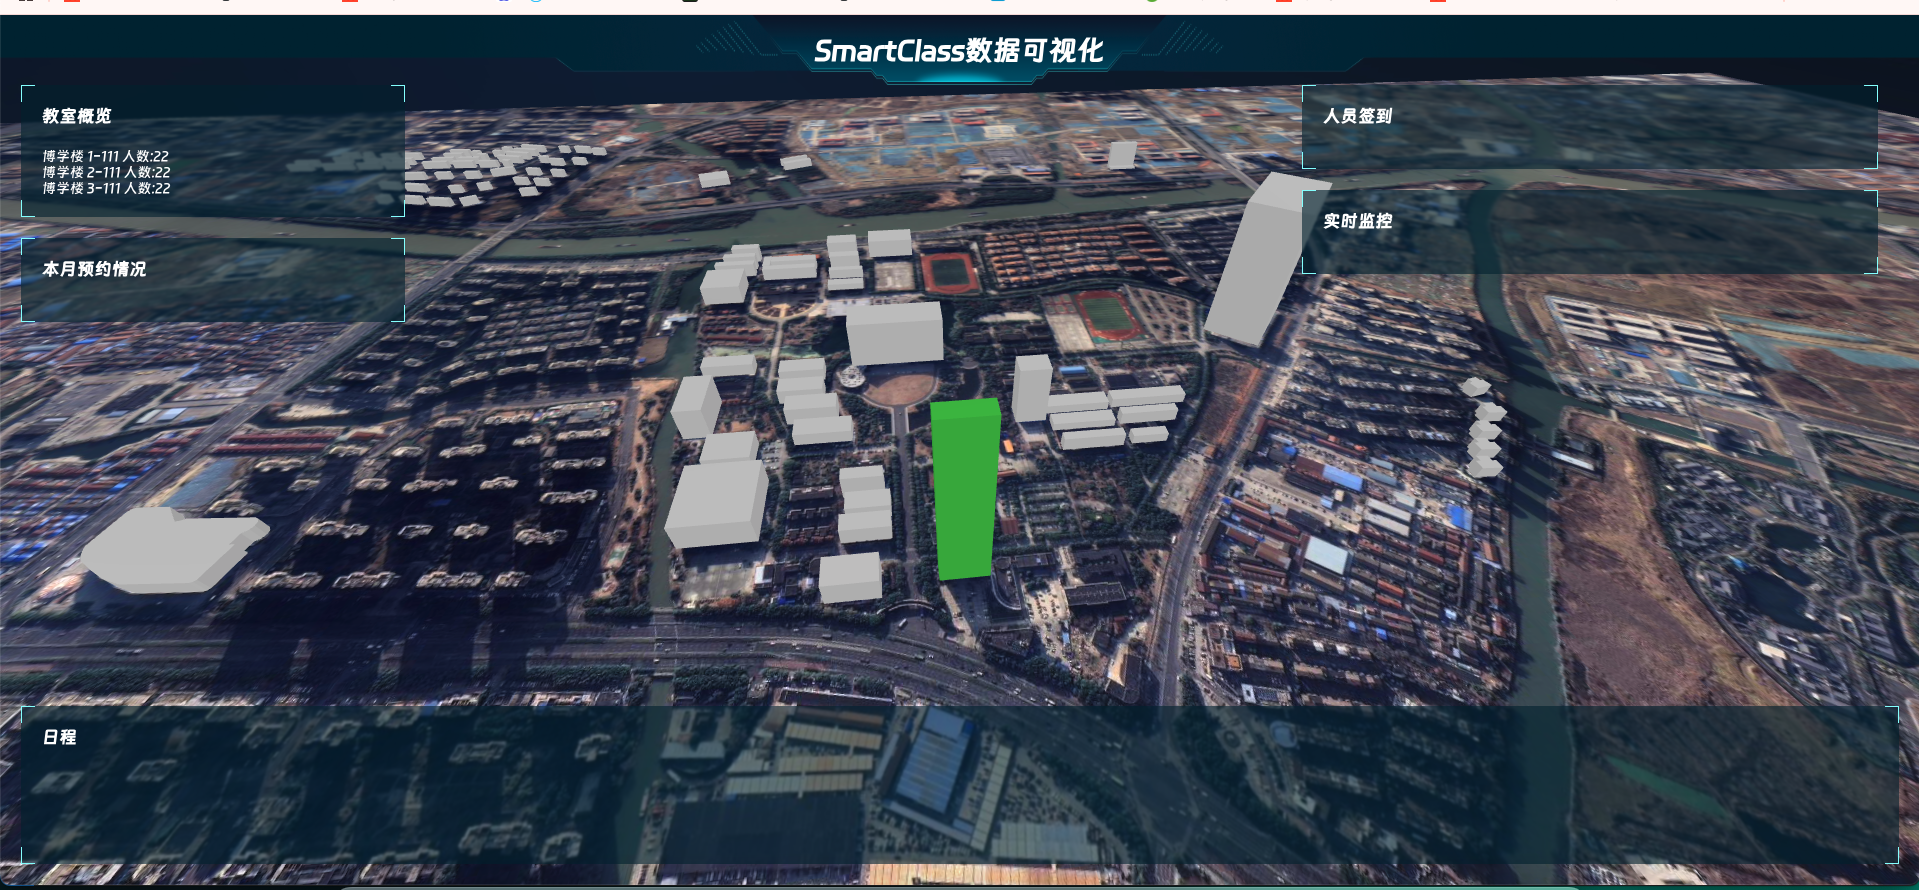 SmartClass数据可视化
教室概览
博学楼 1-111 人数:22
博学楼 2-111 人数:22
博学楼 3-111 人数:22
本月预约情况
人员签到
实时监控
日程